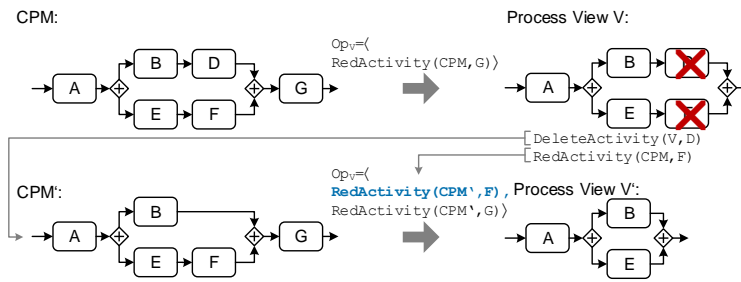 CPM:
Process View V:
Op_V=⟨
RedActivity(CPM,G)⟩
B
D
A
G
E
F
B
A
E
DeleteActivity(V,D)
RedActivity(CPM,F)
CPM‘:
Op_V=⟨
RedActivity(CPM‘,F),
RedActivity(CPM‘,G)⟩
Process View V‘:
B
A
G
E
F
B
A
E